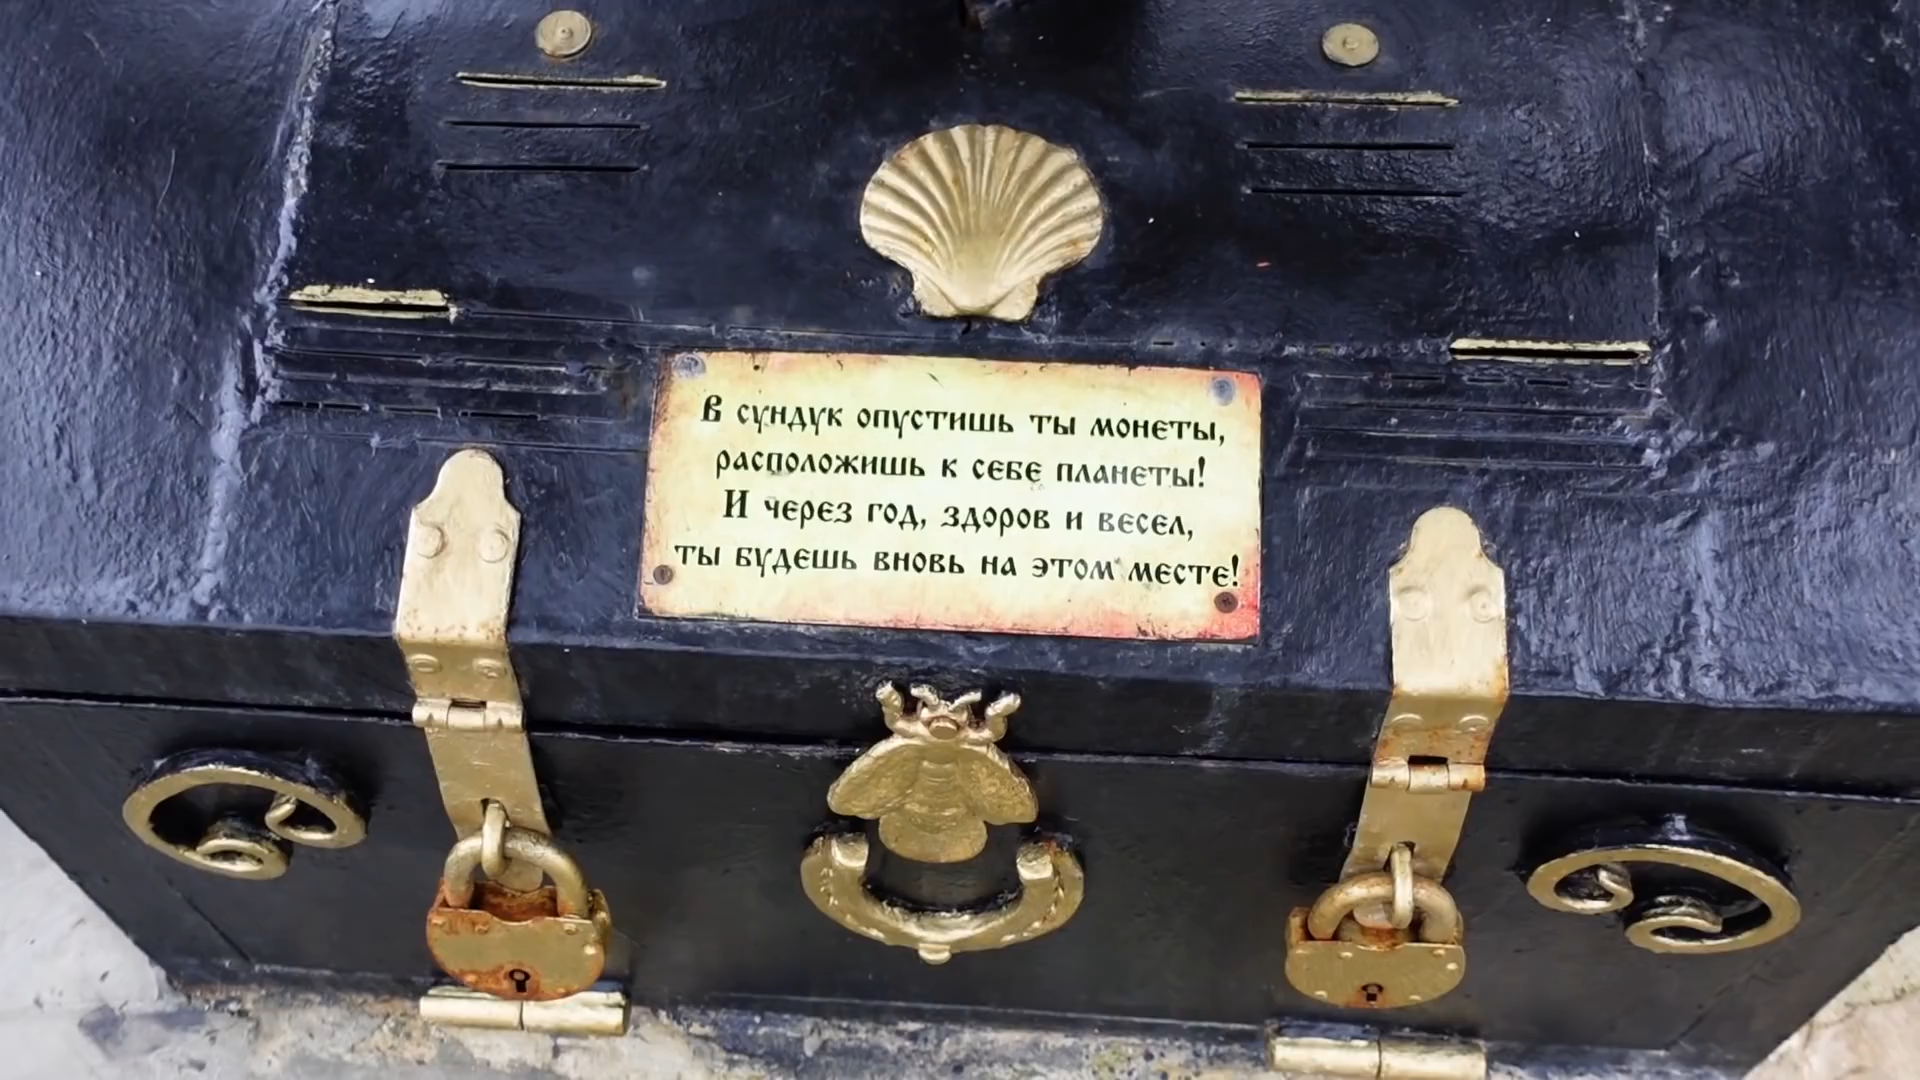 В сундук опустишь ты монеты,
расположишь к себе планеты!
И через год, здоров и весел,
ты будешь вновь на этом месте!